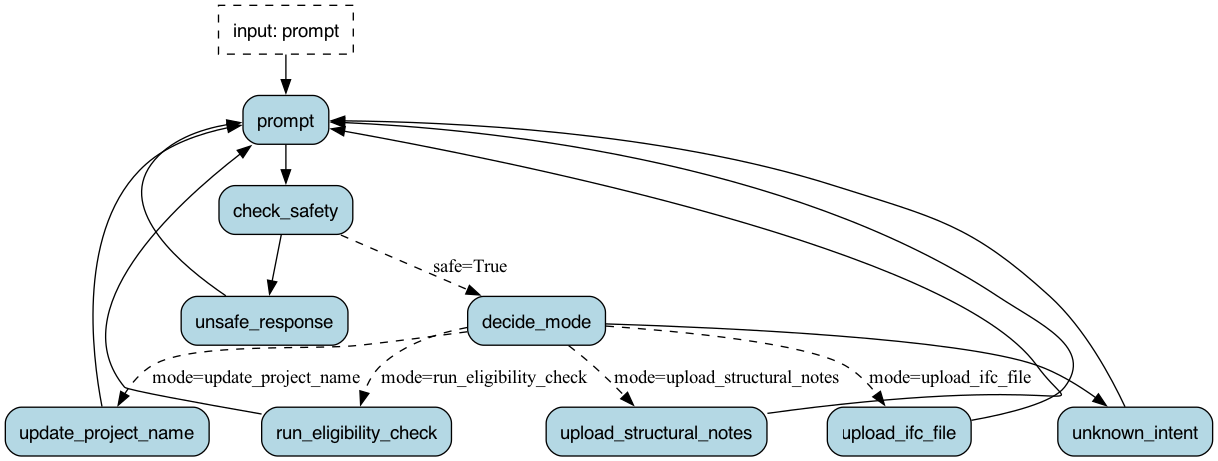 input: prompt
prompt
check_safety
safe=True
unsafe_response
decide_mode
mode=update_project_name
mode=run_eligibility_check
mode=upload_structural_notes
mode=upload_ifc_file
update_project_name
run_eligibility_check
upload_structural_notes
upload_ifc_file
unknown_intent